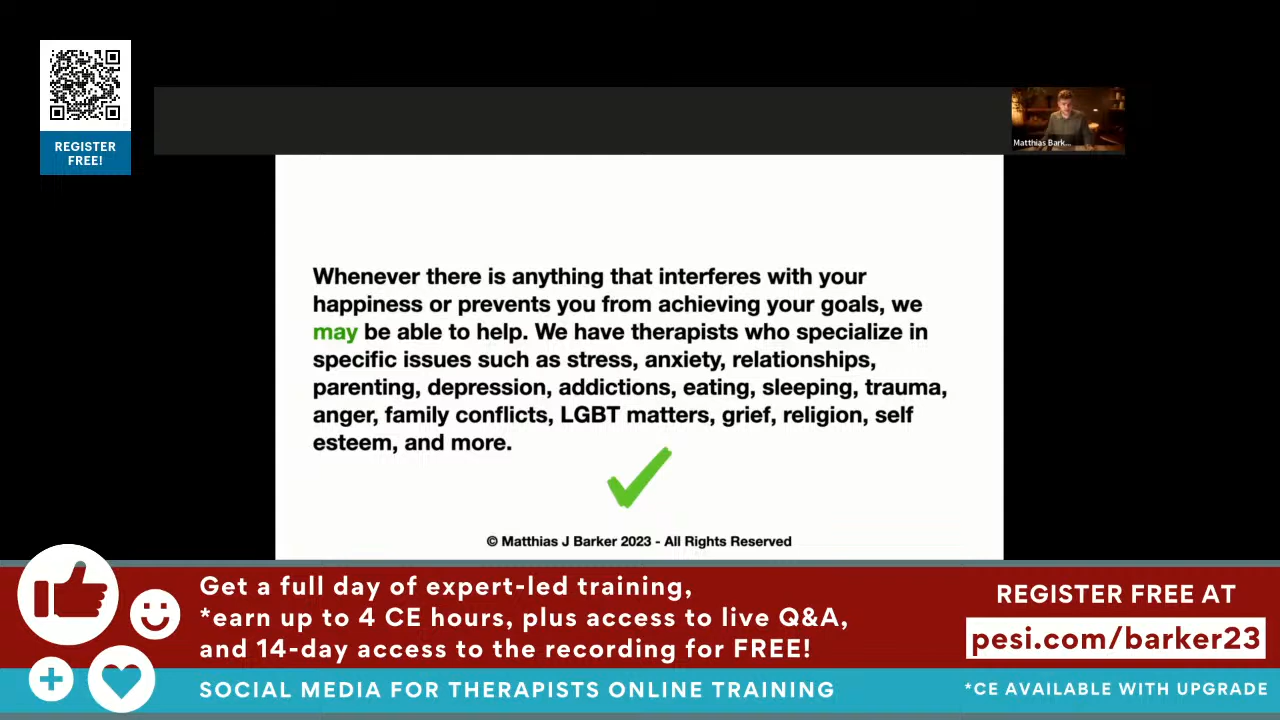 REGISTER
FREE!
Matthias Bark...
Whenever there is anything that interferes with your
happiness or prevents you from achieving your goals, we
may be able to help. We have therapists who specialize in
specific issues such as stress, anxiety, relationships,
parenting, depression, addictions, eating, sleeping, trauma,
anger, family conflicts, LGBT matters, grief, religion, self
esteem, and more.
© Matthias J Barker 2023 - All Rights Reserved
Get a full day of expert-led training,
*earn up to 4 CE hours, plus access to live Q&A,
and 14-day access to the recording for FREE!
REGISTER FREE AT
pesi.com/barker23
SOCIAL MEDIA FOR THERAPISTS ONLINE TRAINING
*CE AVAILABLE WITH UPGRADE